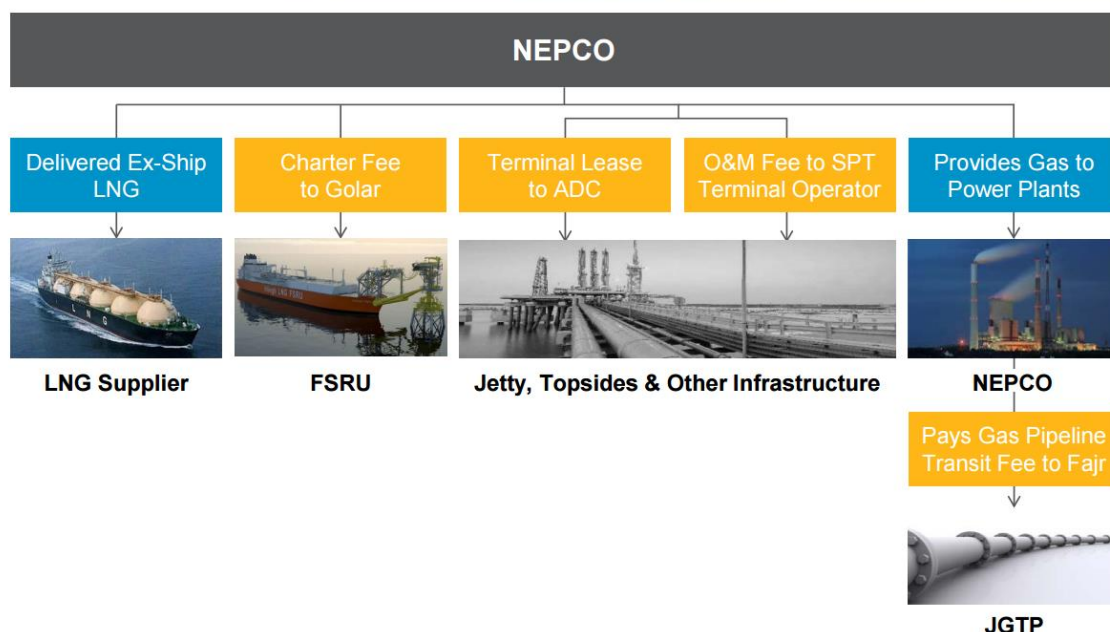 NEPCO
Delivered Ex-Ship
LNG
Charter Fee
to Golar
Terminal Lease
to ADC
O&M Fee to SPT
Terminal Operator
Provides Gas to
Power Plants
LNG
LNG Supplier
FSRU
Jetty, Topsides & Other Infrastructure
NEPCO
Pays Gas Pipeline
Transit Fee to Fajr
JGTP